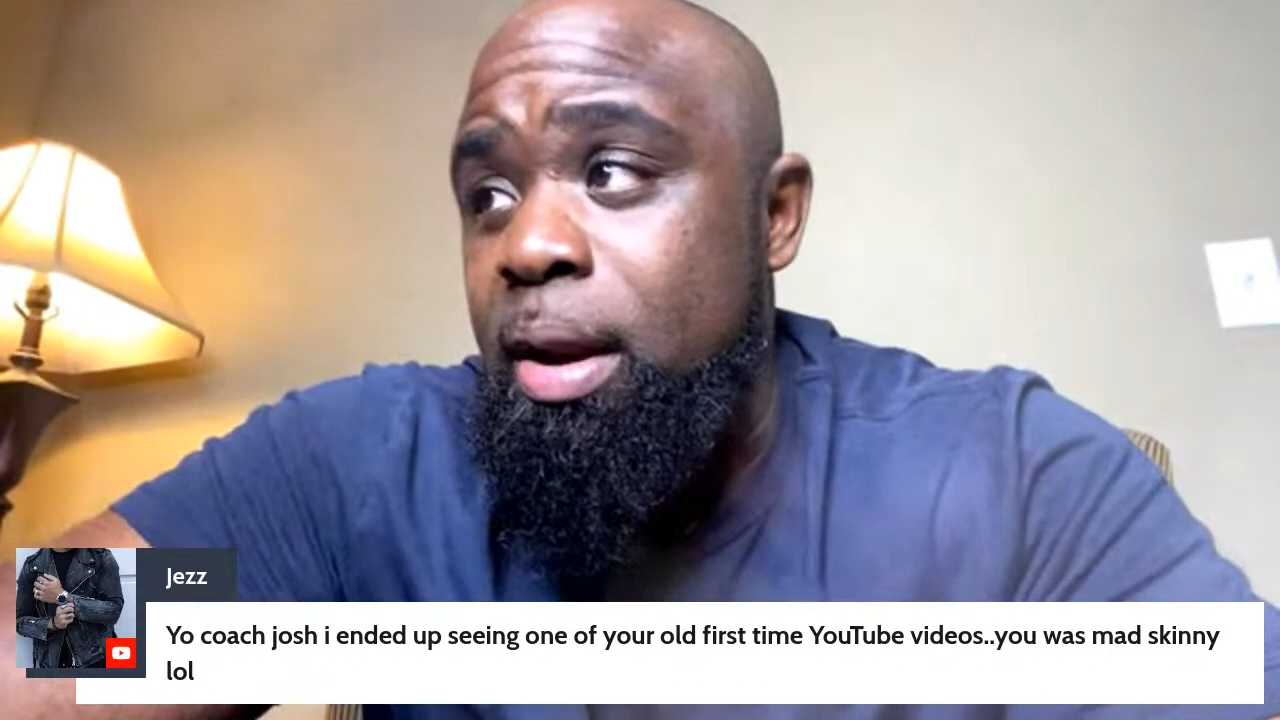 Jezz
Yo coach josh i ended up seeing one of your old first time YouTube videos..you was mad skinny
lol